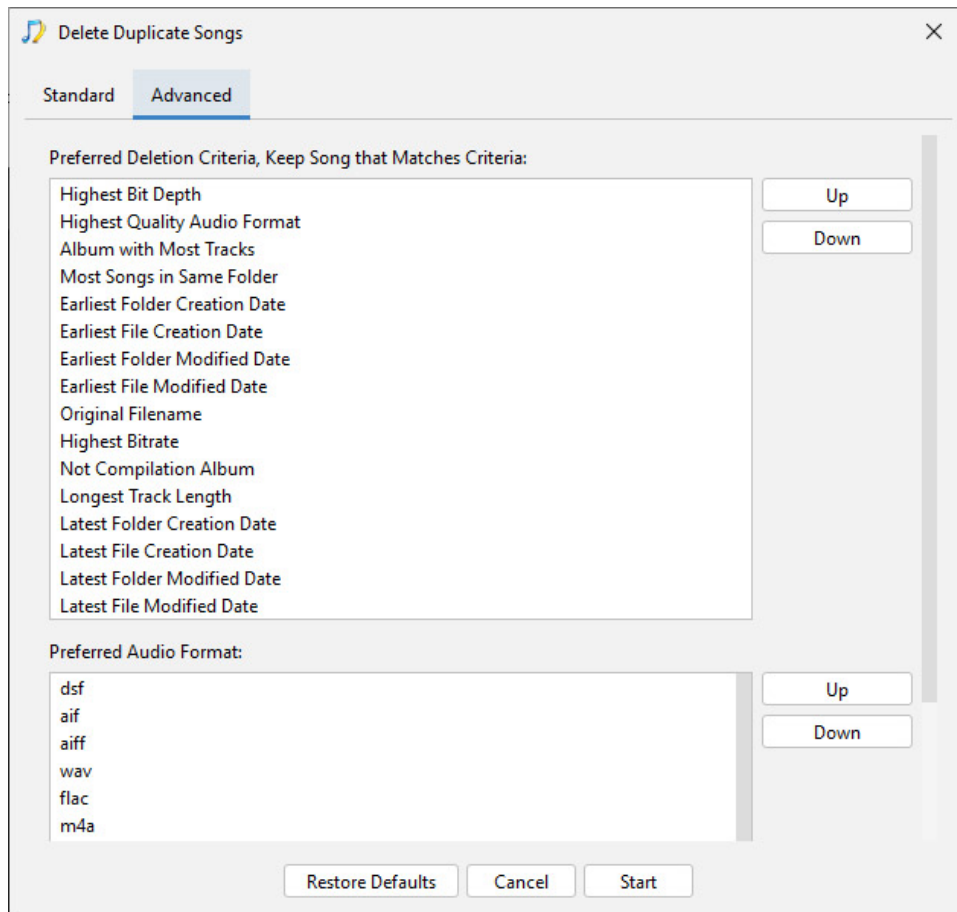 Delete Duplicate Songs
Standard
Advanced
Preferred Deletion Criteria, Keep Song that Matches Criteria:
Highest Bit Depth
Highest Quality Audio Format
Album with Most Tracks
Most Songs in Same Folder
Earliest Folder Creation Date
Earliest File Creation Date
Earliest Folder Modified Date
Earliest File Modified Date
Original Filename
Highest Bitrate
Not Compilation Album
Longest Track Length
Latest Folder Creation Date
Latest File Creation Date
Latest Folder Modified Date
Latest File Modified Date
Up
Down
Preferred Audio Format:
dsf
aif
aiff
wav
flac
m4a
Up
Down
Restore Defaults
Cancel
Start